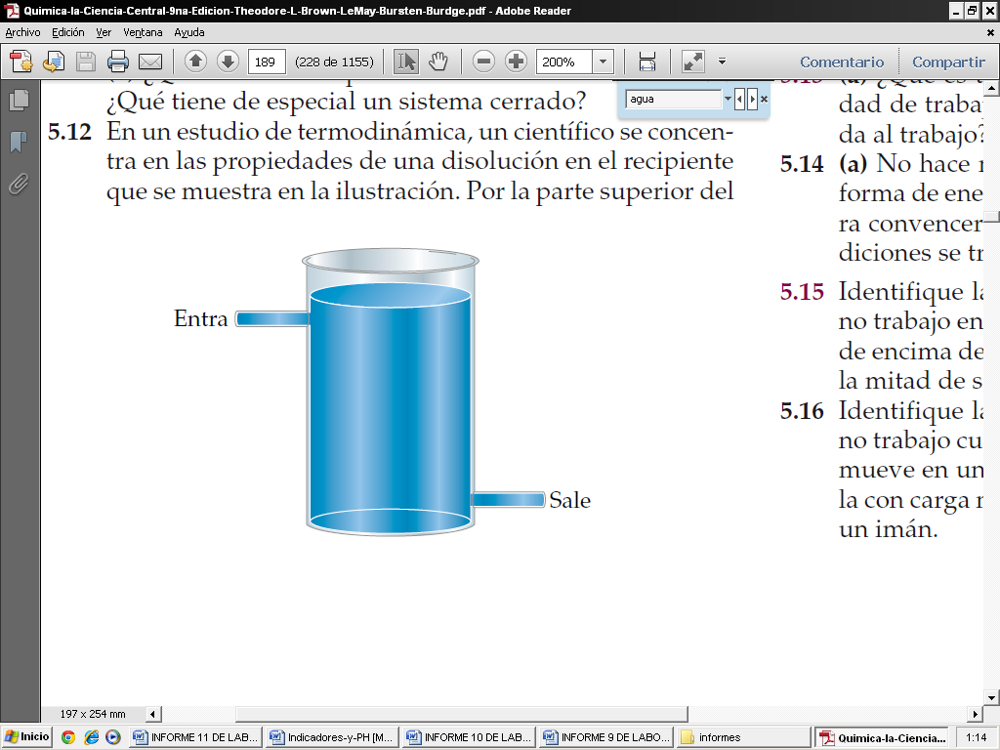 Quimica-la-Ciencia-Central-9na-Edicion-Theodore-L-Brown-LeMay-Bursten-Burdge.pdf - Adobe Reader
Archivo Edición Ver Ventana Ayuda
189 (228 de 1155) 200% Comentario Compartir
agua
¿Qué tiene de especial un sistema cerrado?
5.12 En un estudio de termodinámica, un científico se concen-
tra en las propiedades de una disolución en el recipiente
que se muestra en la ilustración. Por la parte superior del
Entra
Sale
dad de traba
da al trabajo?
5.14 (a) No hace
forma de ene
ra convencer
diciones se t
5.15 Identifique la
no trabajo en
de encima de
la mitad de s
5.16 Identifique la
no trabajo cu
mueve en un
la con carga
un imán.
197 x 254 mm
Inicio INFORME 11 DE LAB... Indicadores-y-PH [M... INFORME 10 DE LAB... INFORME 9 DE LABO... informes Quimica-la-Ciencia... 1:14